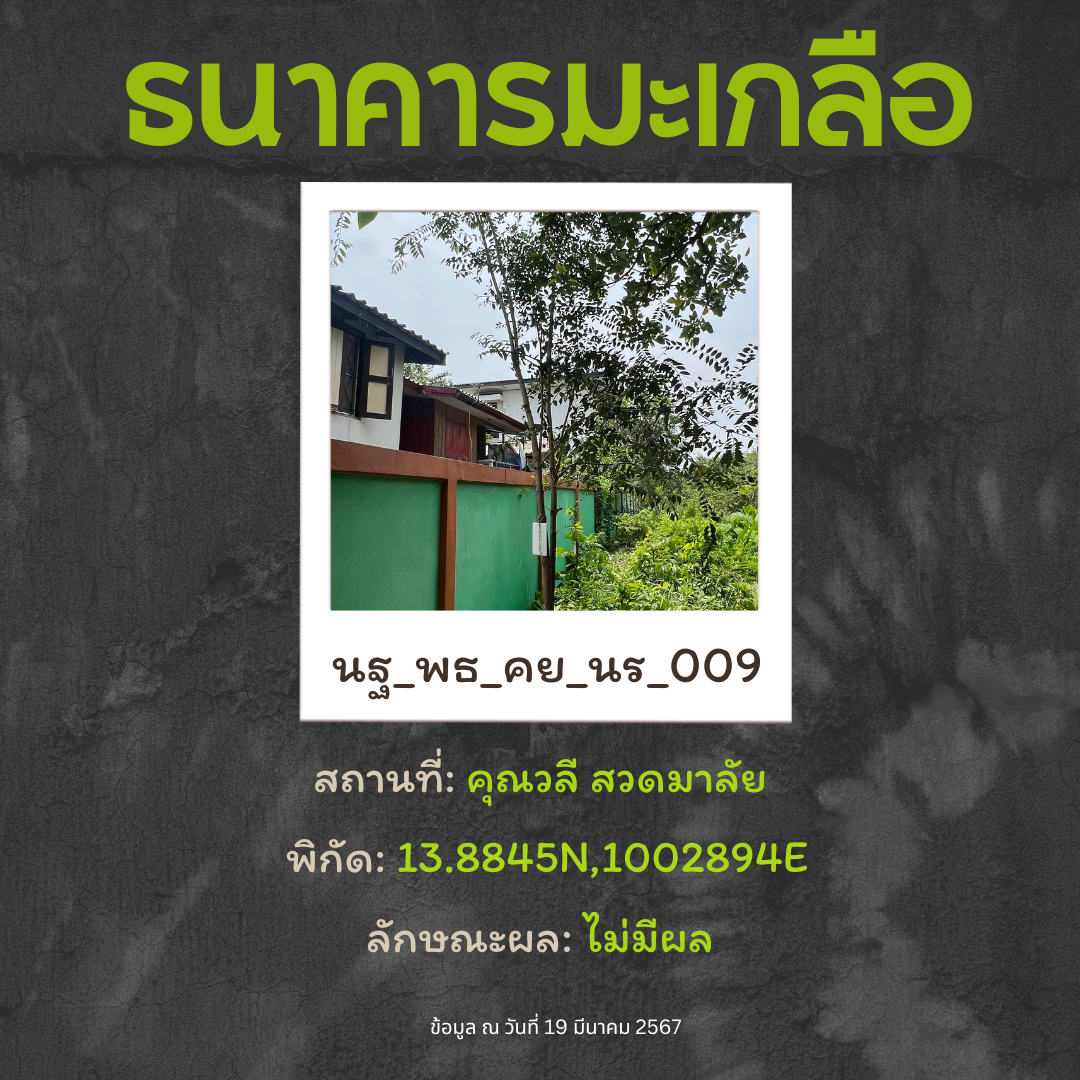 ธนาคารมะเกลือ
นฐ_พธ_คย_นร_009
สถานที่: คุณวลี สวดมาลัย
พิกัด: 13.8845N,1002894E
ลักษณะผล: ไม่มีผล
ข้อมูล ณ วันที่ 19 มีนาคม 2567